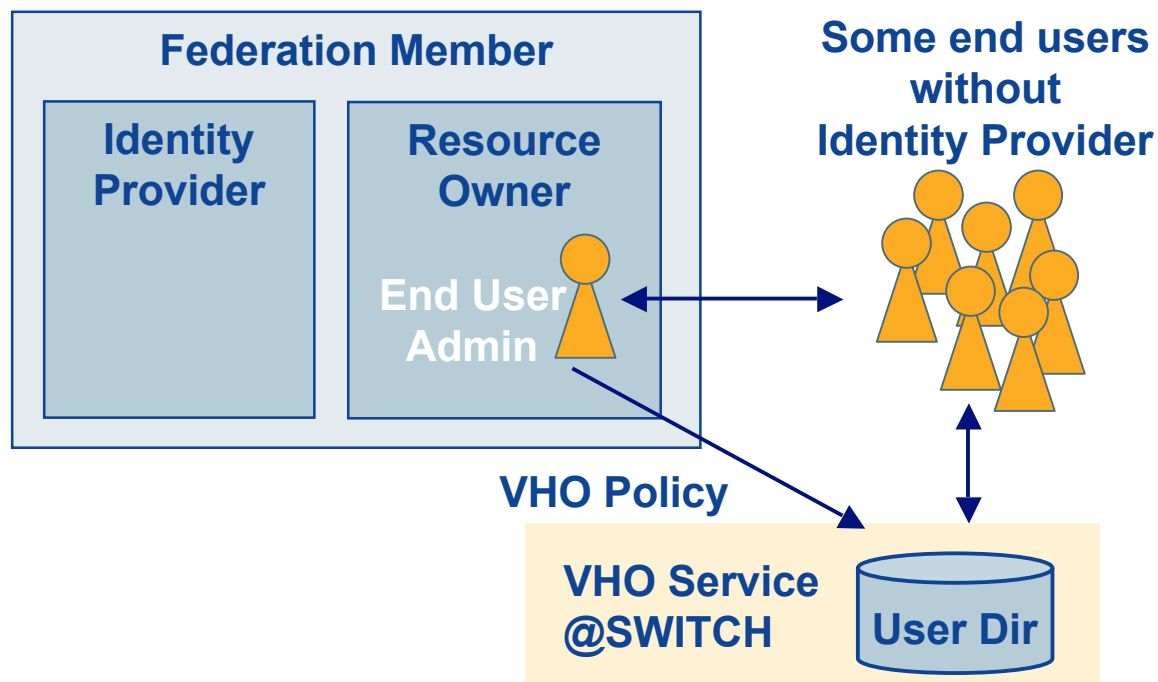 Federation Member
Identity
Provider
Resource
Owner
End User
Admin
Some end users
without
Identity Provider
VHO Policy
VHO Service
@SWITCH
User Dir